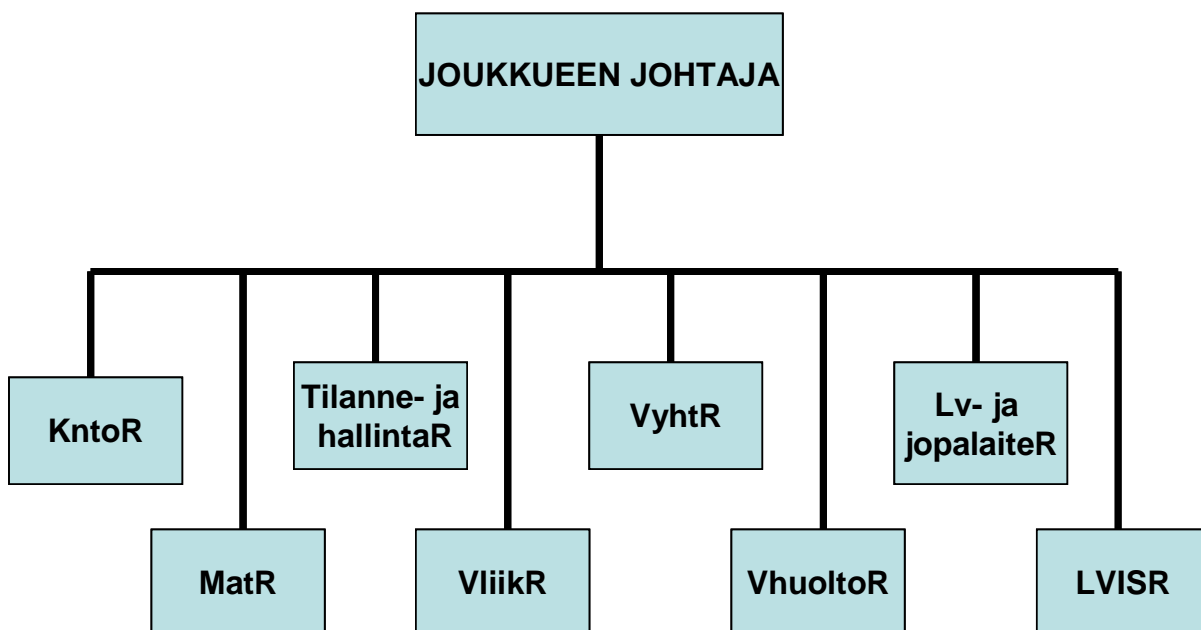 JOUKKUEEN JOHTAJA
KntoR
Tilanne- ja
hallintaR
VyhtR
Lv- ja
jopalaiteR
MatR
VliikR
VhuoltoR
LVISR